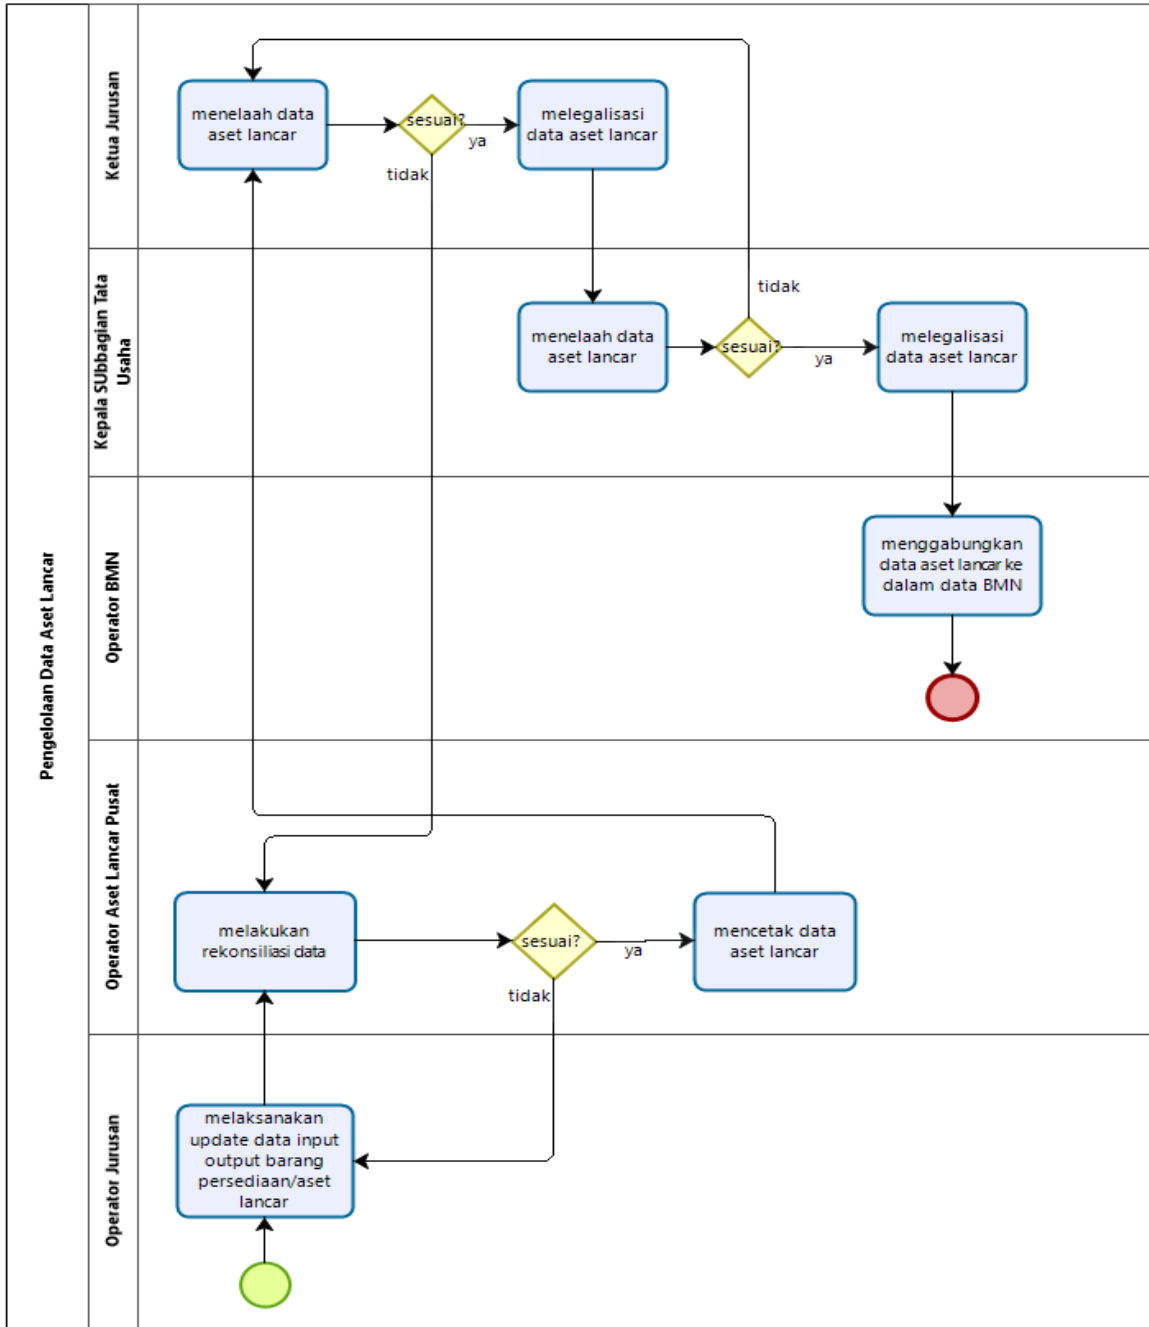 Pengelolaan Data Aset Lancar
Ketua Jurusan
menelaah data
aset lancar
sesuai?
ya
tidak
melegalisasi
data aset lancar
Kepala SUbbagian Tata
Usaha
menelaah data
aset lancar
sesuai?
tidak
ya
melegalisasi
data aset lancar
Operator BMN
menggabungkan
data aset lancar ke
dalam data BMN
Operator Aset Lancar Pusat
melakukan
rekonsiliasi data
sesuai?
ya
tidak
mencetak data
aset lancar
Operator Jurusan
melaksanakan
update data input
output barang
persediaan/aset
lancar